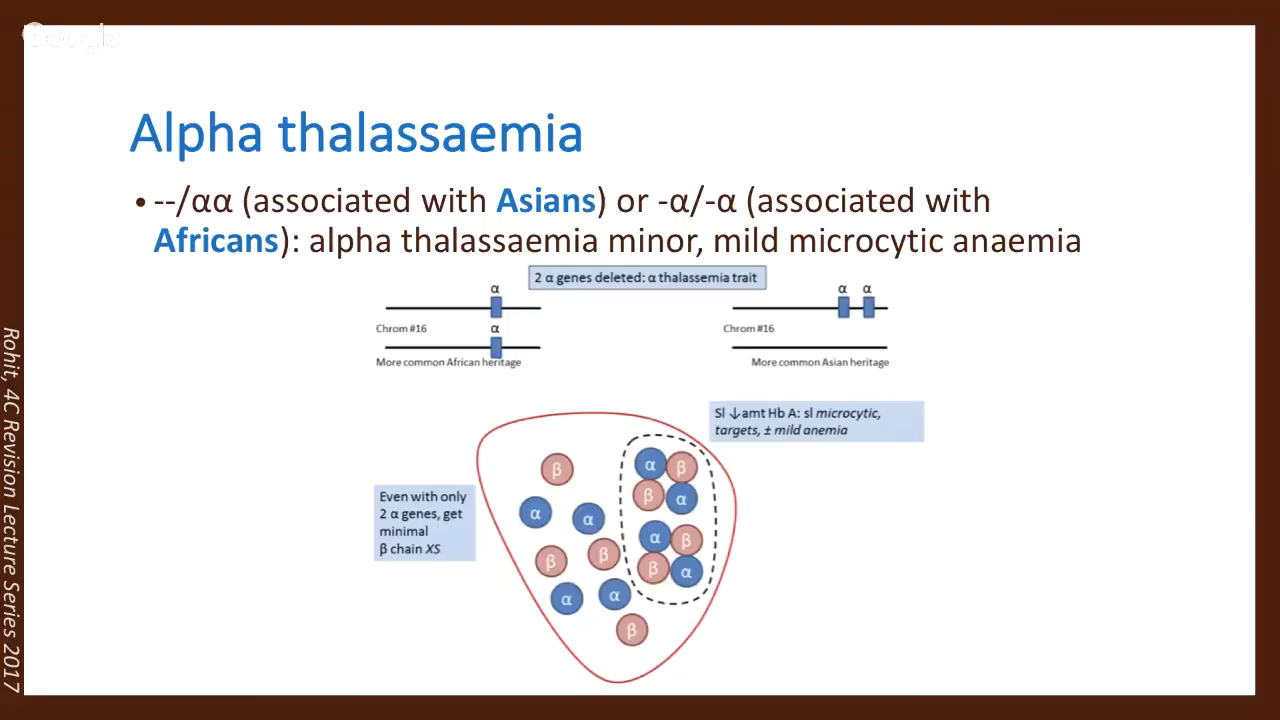 Google
Alpha thalassaemia
• --/αα (associated with Asians) or -α/-α (associated with
Africans): alpha thalassaemia minor, mild microcytic anaemia
2 α genes deleted: α thalassemia trait
α
Chrom #16
α
More common African heritage
α α
Chrom #16
More common Asian heritage
Sl ↓amt Hb A: sl microcytic,
targets, ± mild anemia
Even with only
2 α genes, get
minimal
β chain XS
β
α
α
β
β
α
α
β
α β
β α
α β
β α
Rohit, 4C Revision Lecture Series 2017